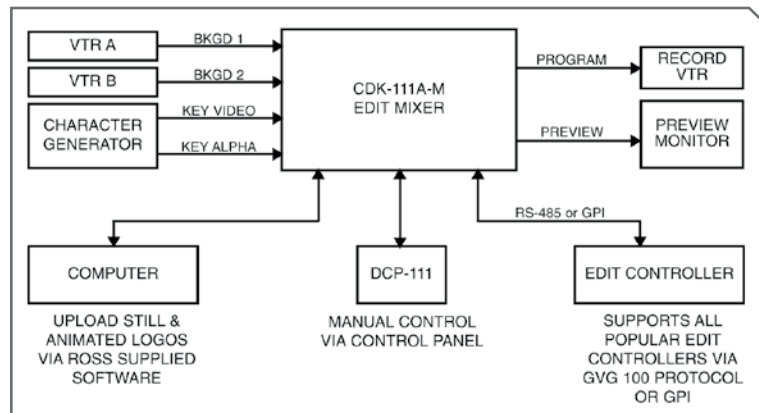 VTR A
BKGD 1
VTR B
BKGD 2
CHARACTER
GENERATOR
KEY VIDEO
KEY ALPHA
CDK-111A-M
EDIT MIXER
PROGRAM
RECORD
VTR
PREVIEW
PREVIEW
MONITOR
RS-485 or GPI
COMPUTER
DCP-111
EDIT CONTROLLER
UPLOAD STILL &
ANIMATED LOGOS
VIA ROSS SUPPLIED
SOFTWARE
MANUAL CONTROL
VIA CONTROL PANEL
SUPPORTS ALL
POPULAR EDIT
CONTROLLERS VIA
GVG 100 PROTOCOL
OR GPI